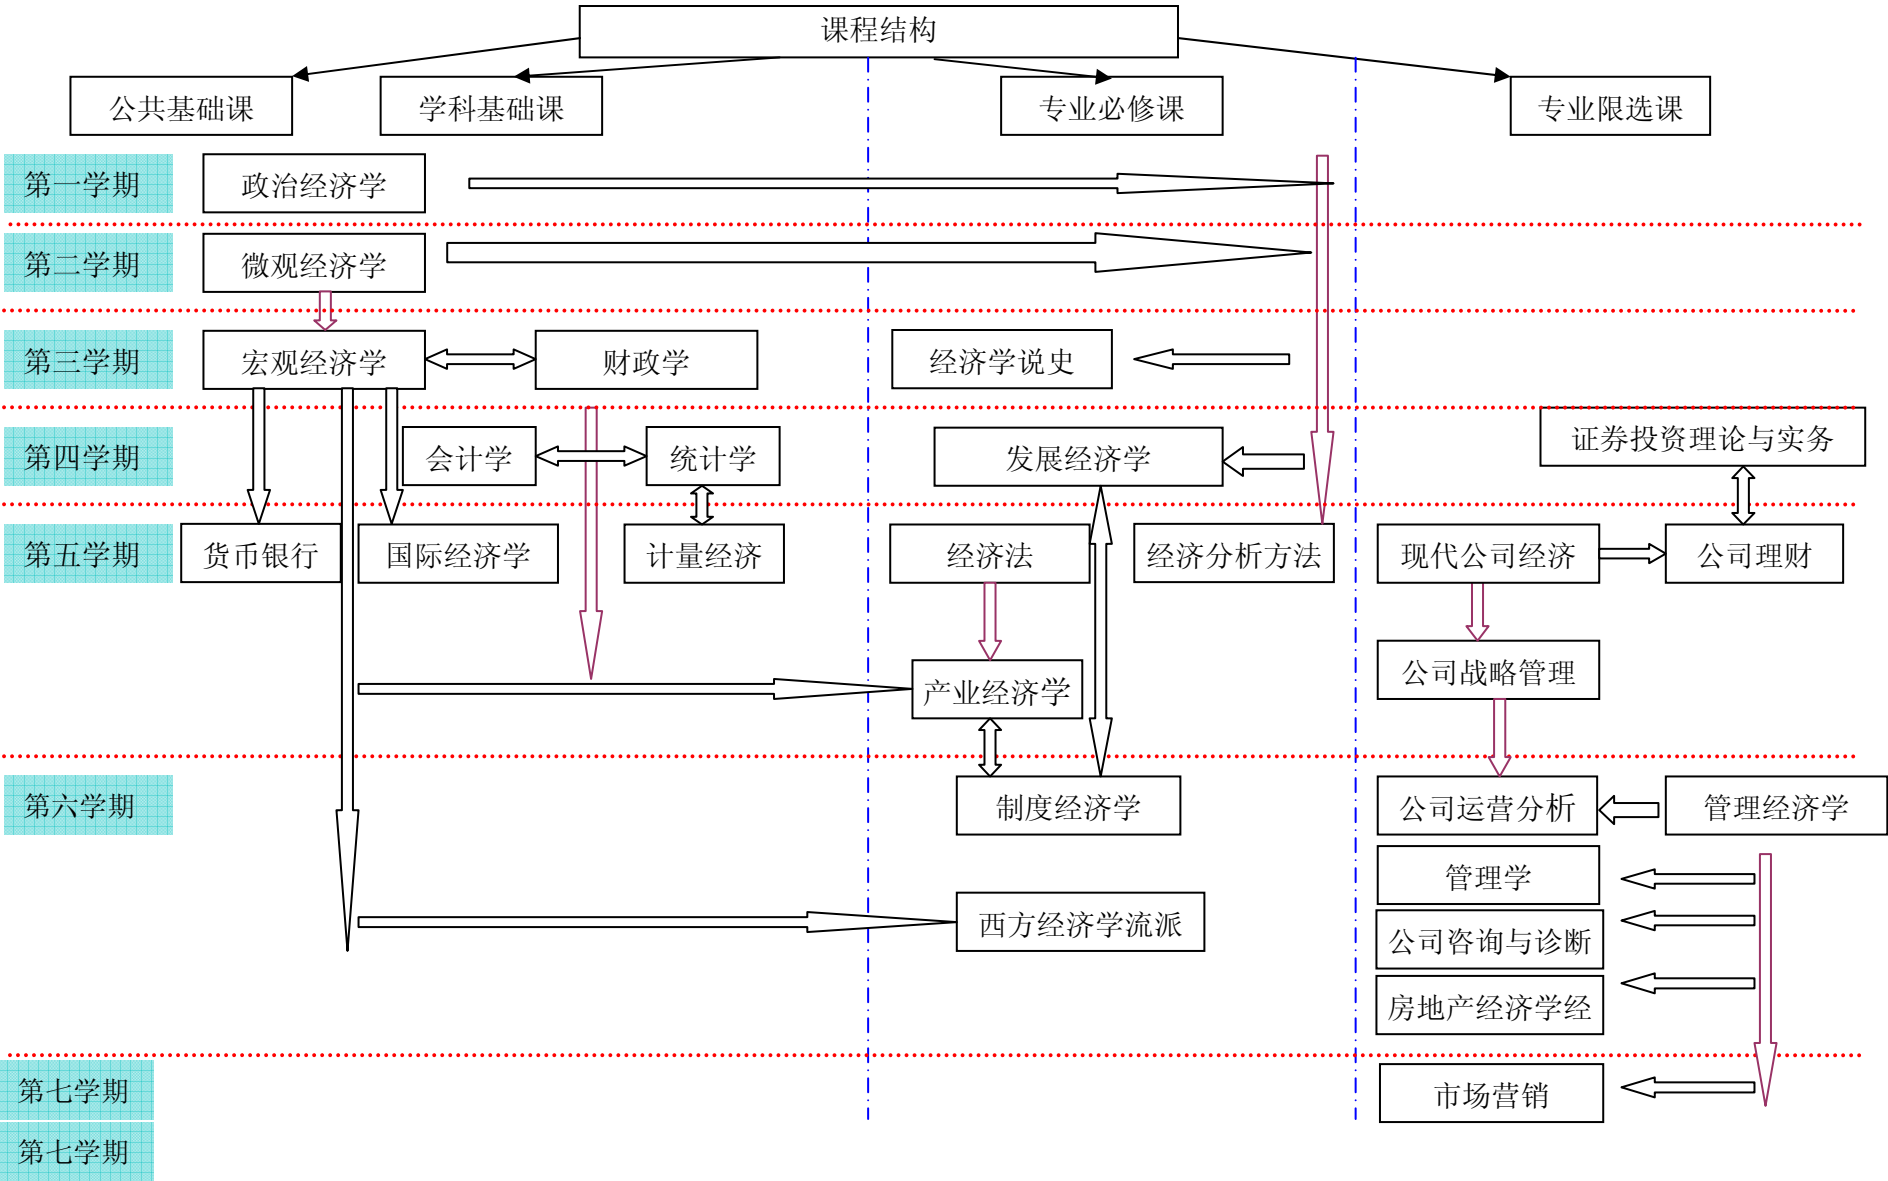 课程结构
公共基础课
学科基础课
专业必修课
专业限选课
第一学期
政治经济学
第二学期
微观经济学
第三学期
宏观经济学
财政学
经济学说史
第四学期
会计学
统计学
发展经济学
证券投资理论与实务
第五学期
货币银行
国际经济学
计量经济
经济法
经济分析方法
现代公司经济
公司理财
公司战略管理
产业经济学
第六学期
制度经济学
公司运营分析
管理经济学
管理学
西方经济学流派
公司咨询与诊断
房地产经济学经
第七学期
市场营销
第七学期